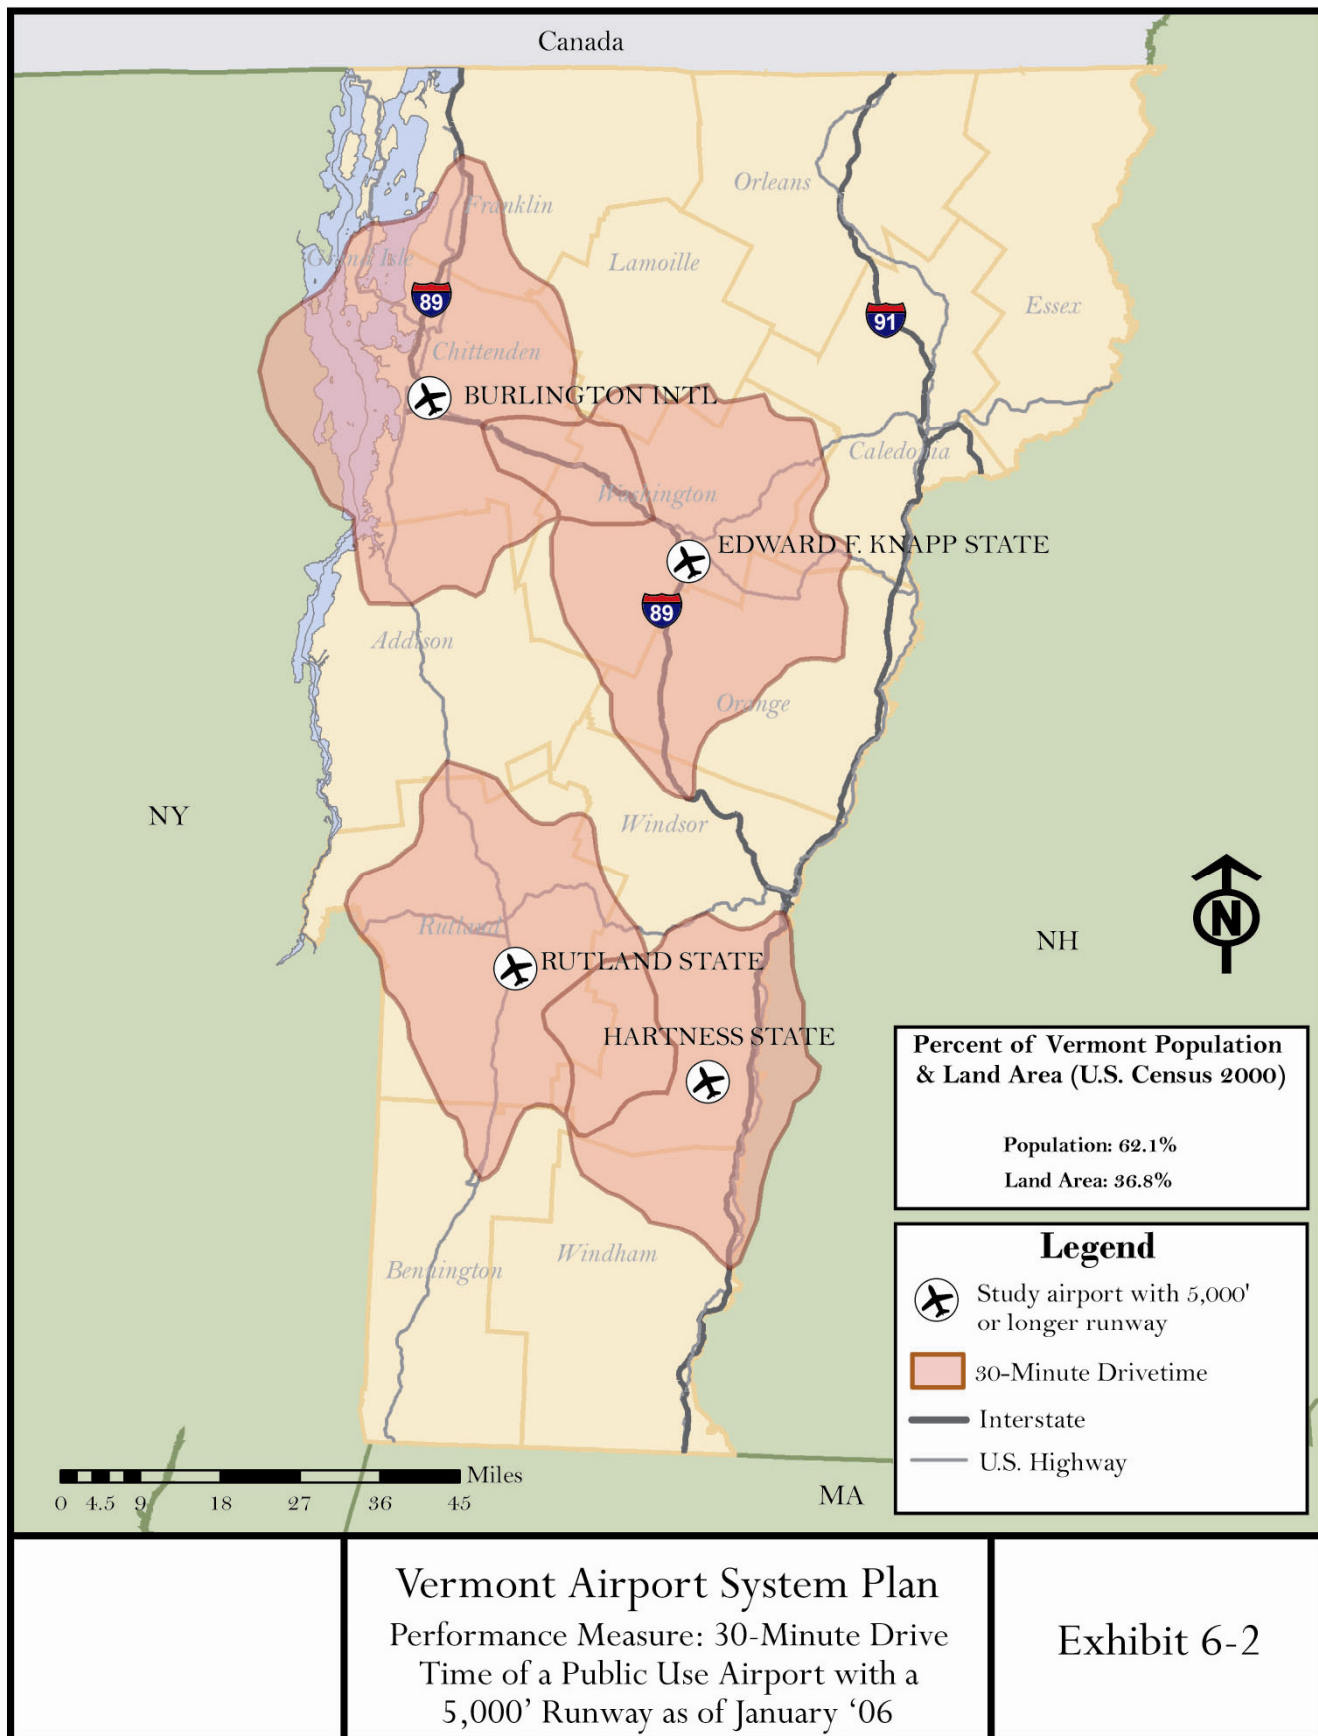 Canada
Orleans
Franklin
Grand Isle
Lamoille
89
Essex
91
Chittenden
BURLINGTON INTL
Caledonia
Washington
EDWARD F. KNAPP STATE
89
Addison
Orange
NY
Windsor
Rutland
NH
RUTLAND STATE
HARTNESS STATE
N
Percent of Vermont Population
& Land Area (U.S. Census 2000)
Population: 62.1%
Land Area: 36.8%
Windham
Bennington
Legend
Study airport with 5,000'
or longer runway
30-Minute Drivetime
Interstate
U.S. Highway
Miles
0 4.5 9 18 27 36 45
MA
Vermont Airport System Plan
Performance Measure: 30-Minute Drive
Time of a Public Use Airport with a
5,000’ Runway as of January ‘06
Exhibit 6-2